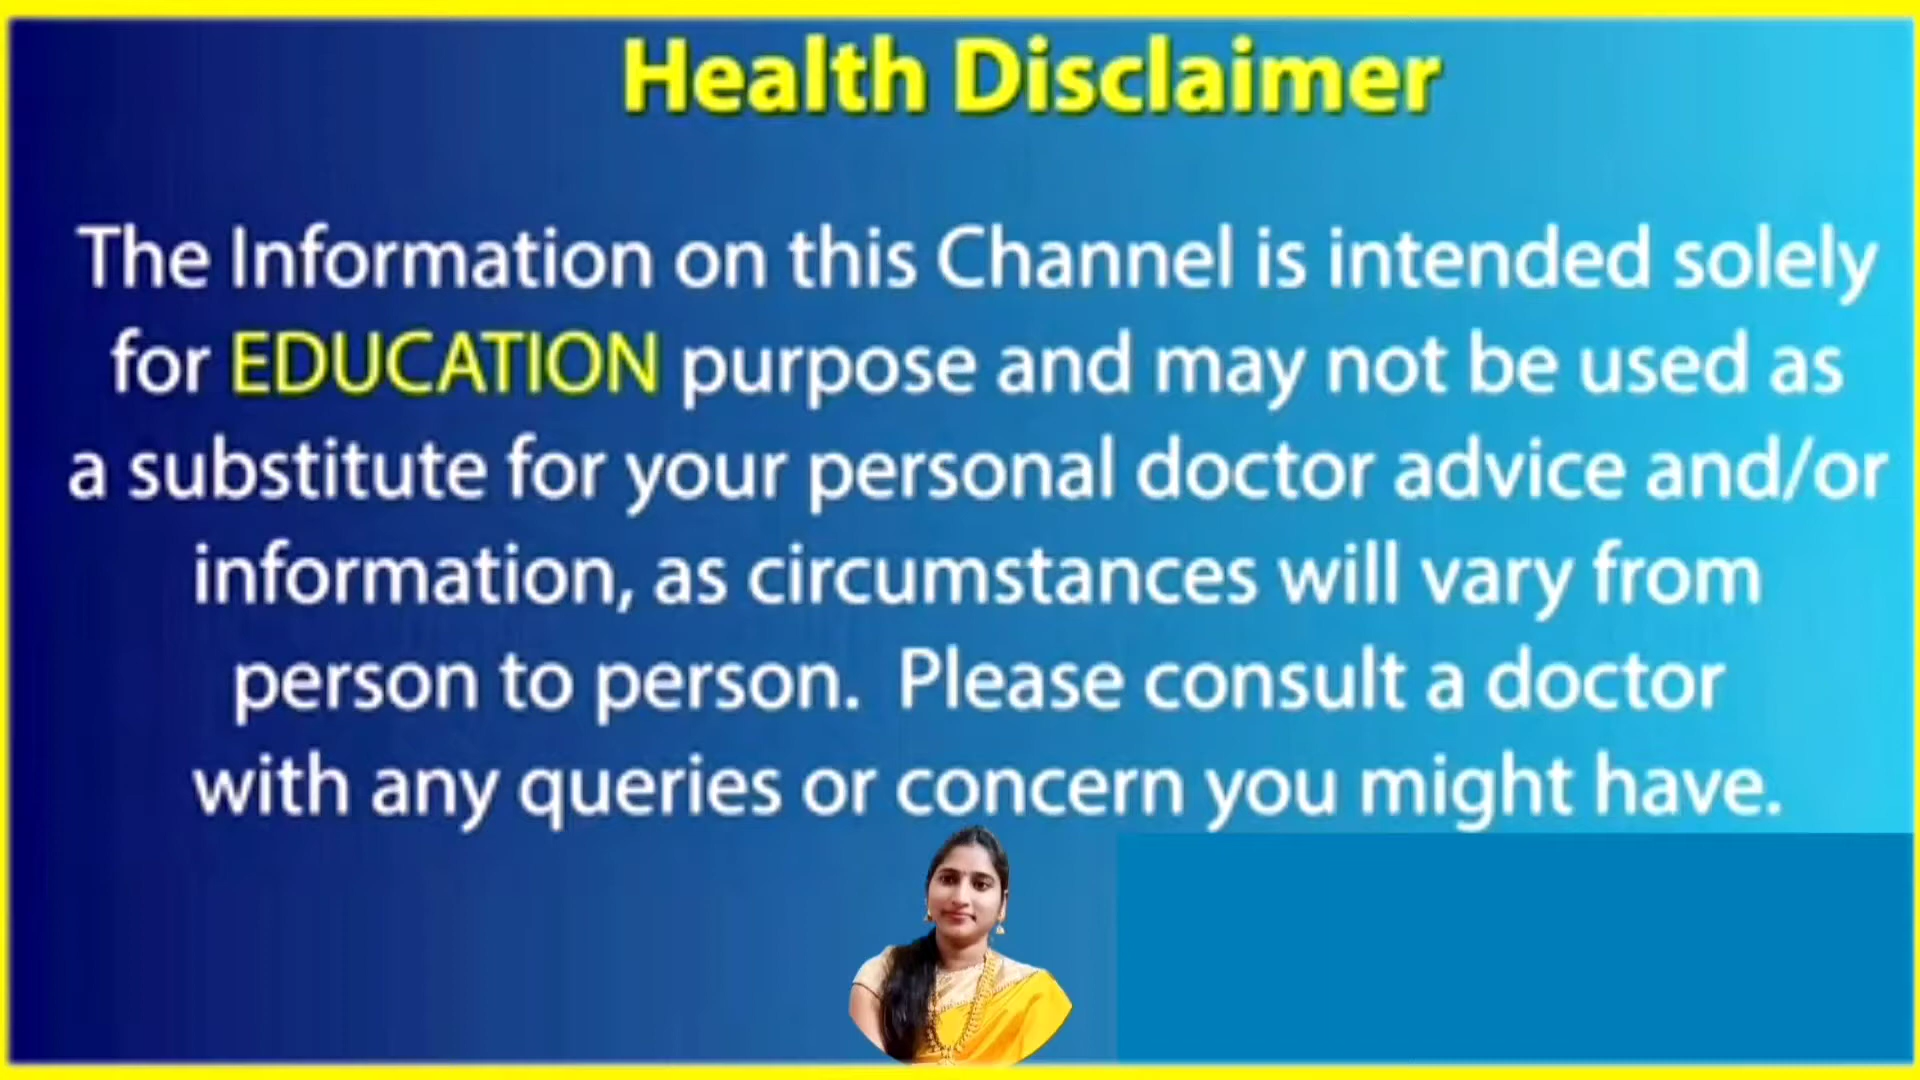 Health Disclaimer
The Information on this Channel is intended solely
for EDUCATION purpose and may not be used as
a substitute for your personal doctor advice and/or
information, as circumstances will vary from
person to person. Please consult a doctor
with any queries or concern you might have.